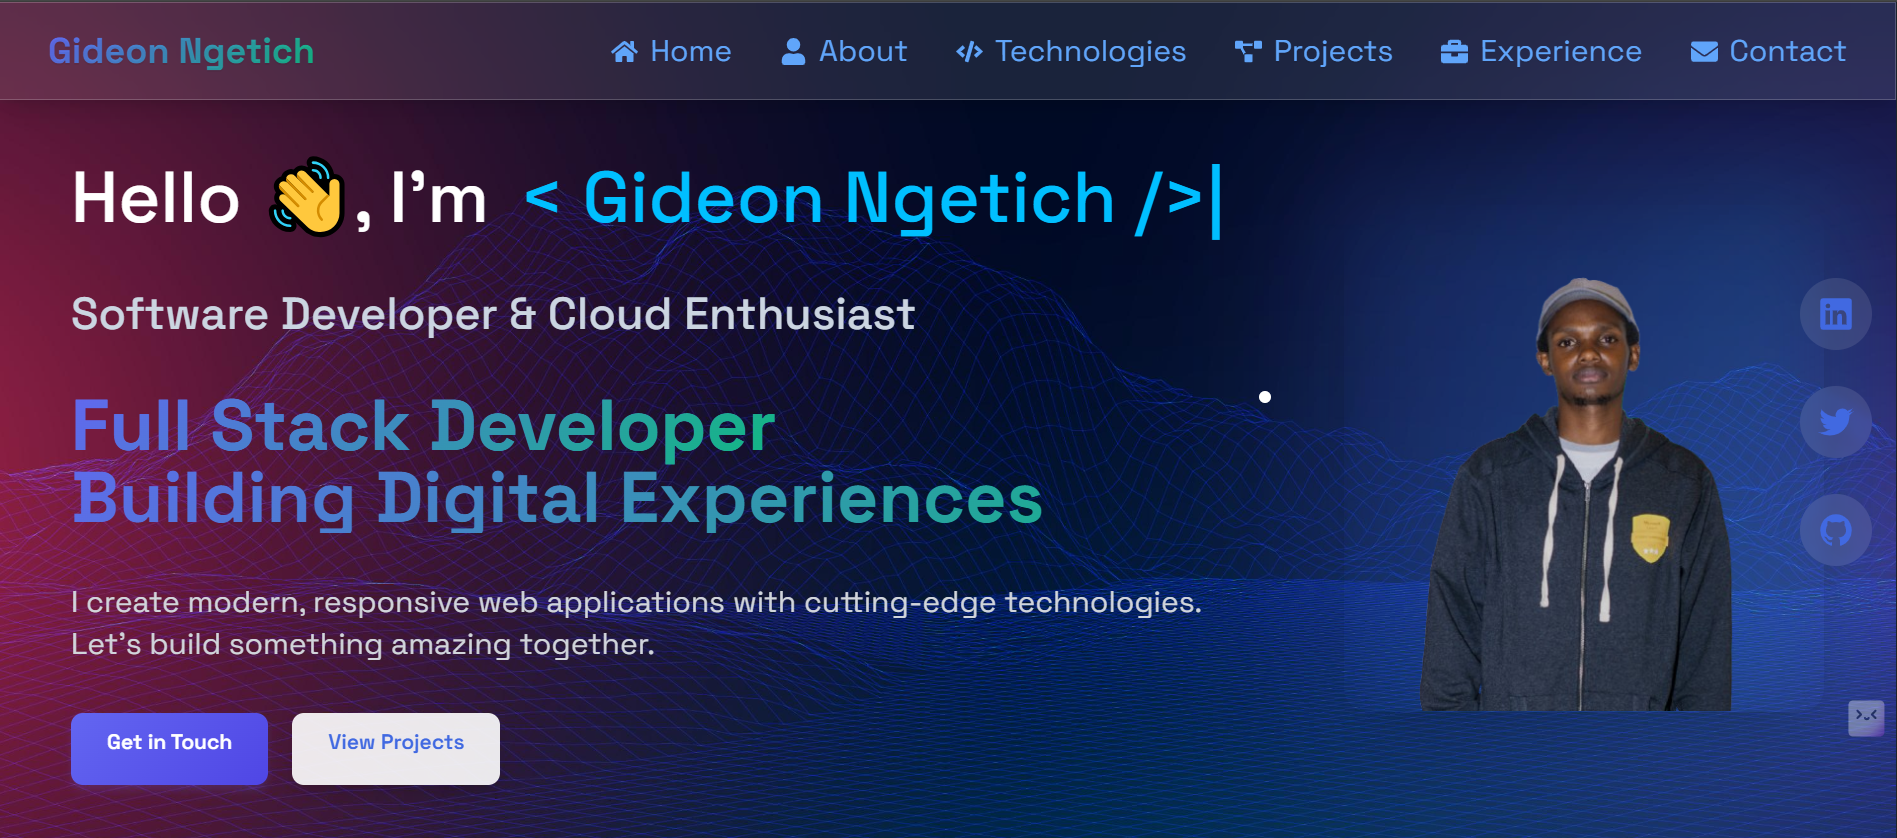 Gideon Ngetich
Home
About
Technologies
Projects
Experience
Contact
Hello 👋, I'm < Gideon Ngetich />|
Software Developer & Cloud Enthusiast
Full Stack Developer
Building Digital Experiences
I create modern, responsive web applications with cutting-edge technologies.
Let's build something amazing together.
Get in Touch
View Projects
in